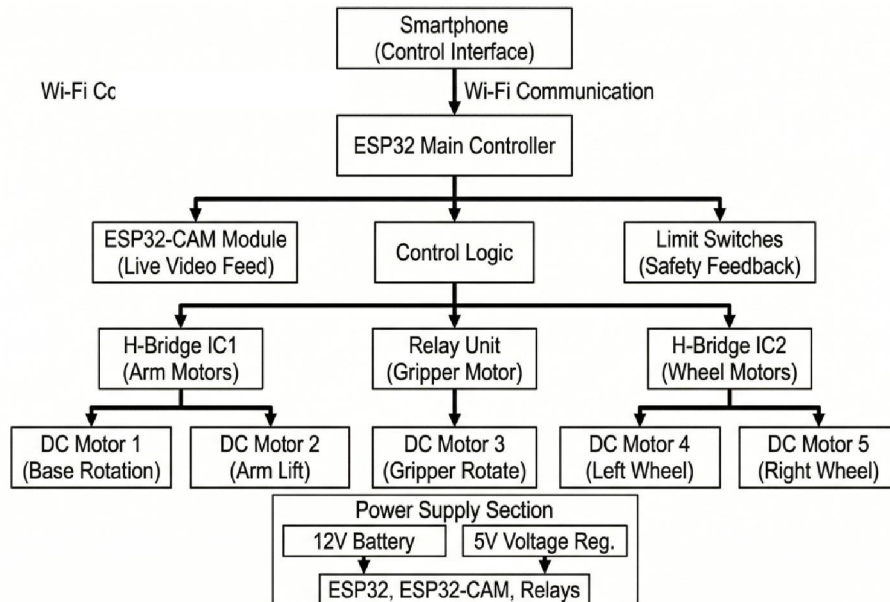 Smartphone
(Control Interface)
Wi-Fi Cc
Wi-Fi Communication
ESP32 Main Controller
ESP32-CAM Module
(Live Video Feed)
Control Logic
Limit Switches
(Safety Feedback)
H-Bridge IC1
(Arm Motors)
Relay Unit
(Gripper Motor)
H-Bridge IC2
(Wheel Motors)
DC Motor 1
(Base Rotation)
DC Motor 2
(Arm Lift)
DC Motor 3
(Gripper Rotate)
DC Motor 4
(Left Wheel)
DC Motor 5
(Right Wheel)
Power Supply Section
12V Battery
5V Voltage Reg.
ESP32, ESP32-CAM, Relays